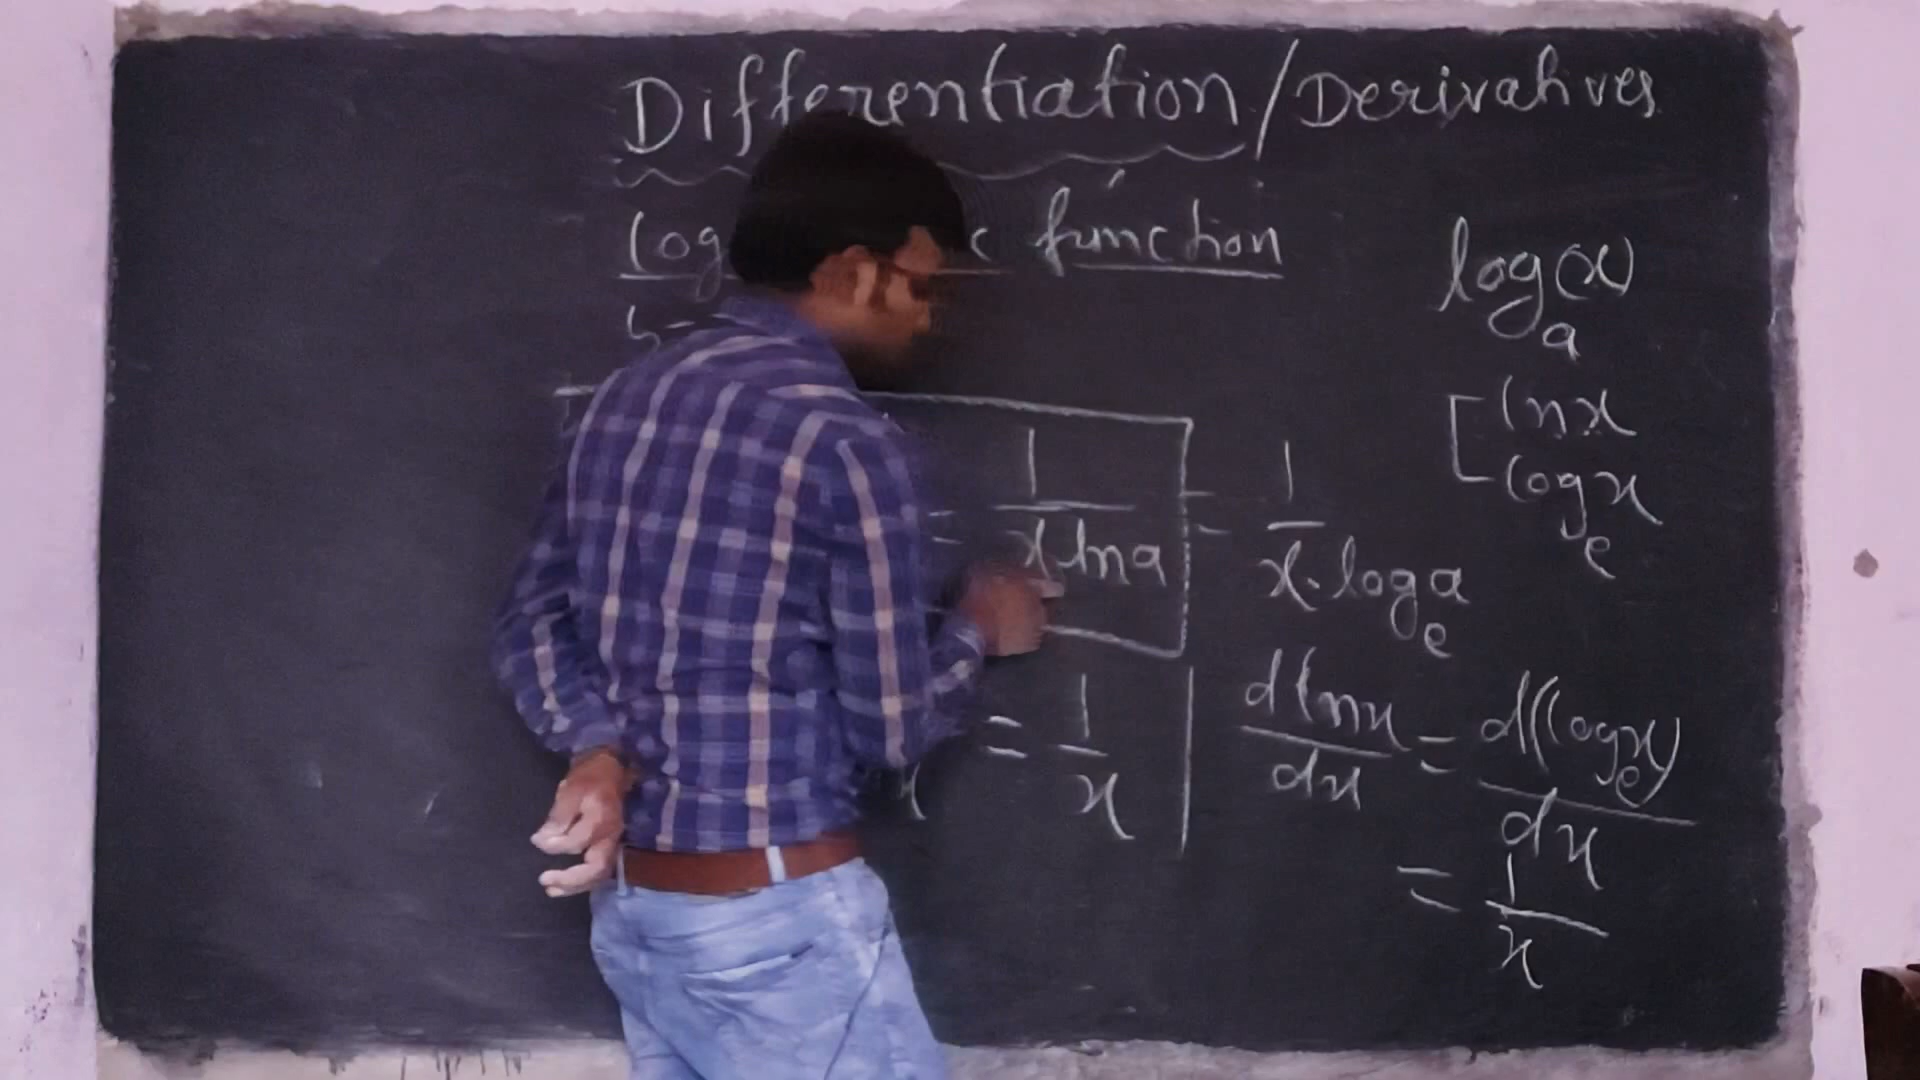 Differentiation/Derivatives
function
log_a(x)
[ln x
log_e x
= 1/(x ln a) = 1/(x·log_e a)
= 1/x | d ln x/dx = d(log_e x)/dx
= 1/x